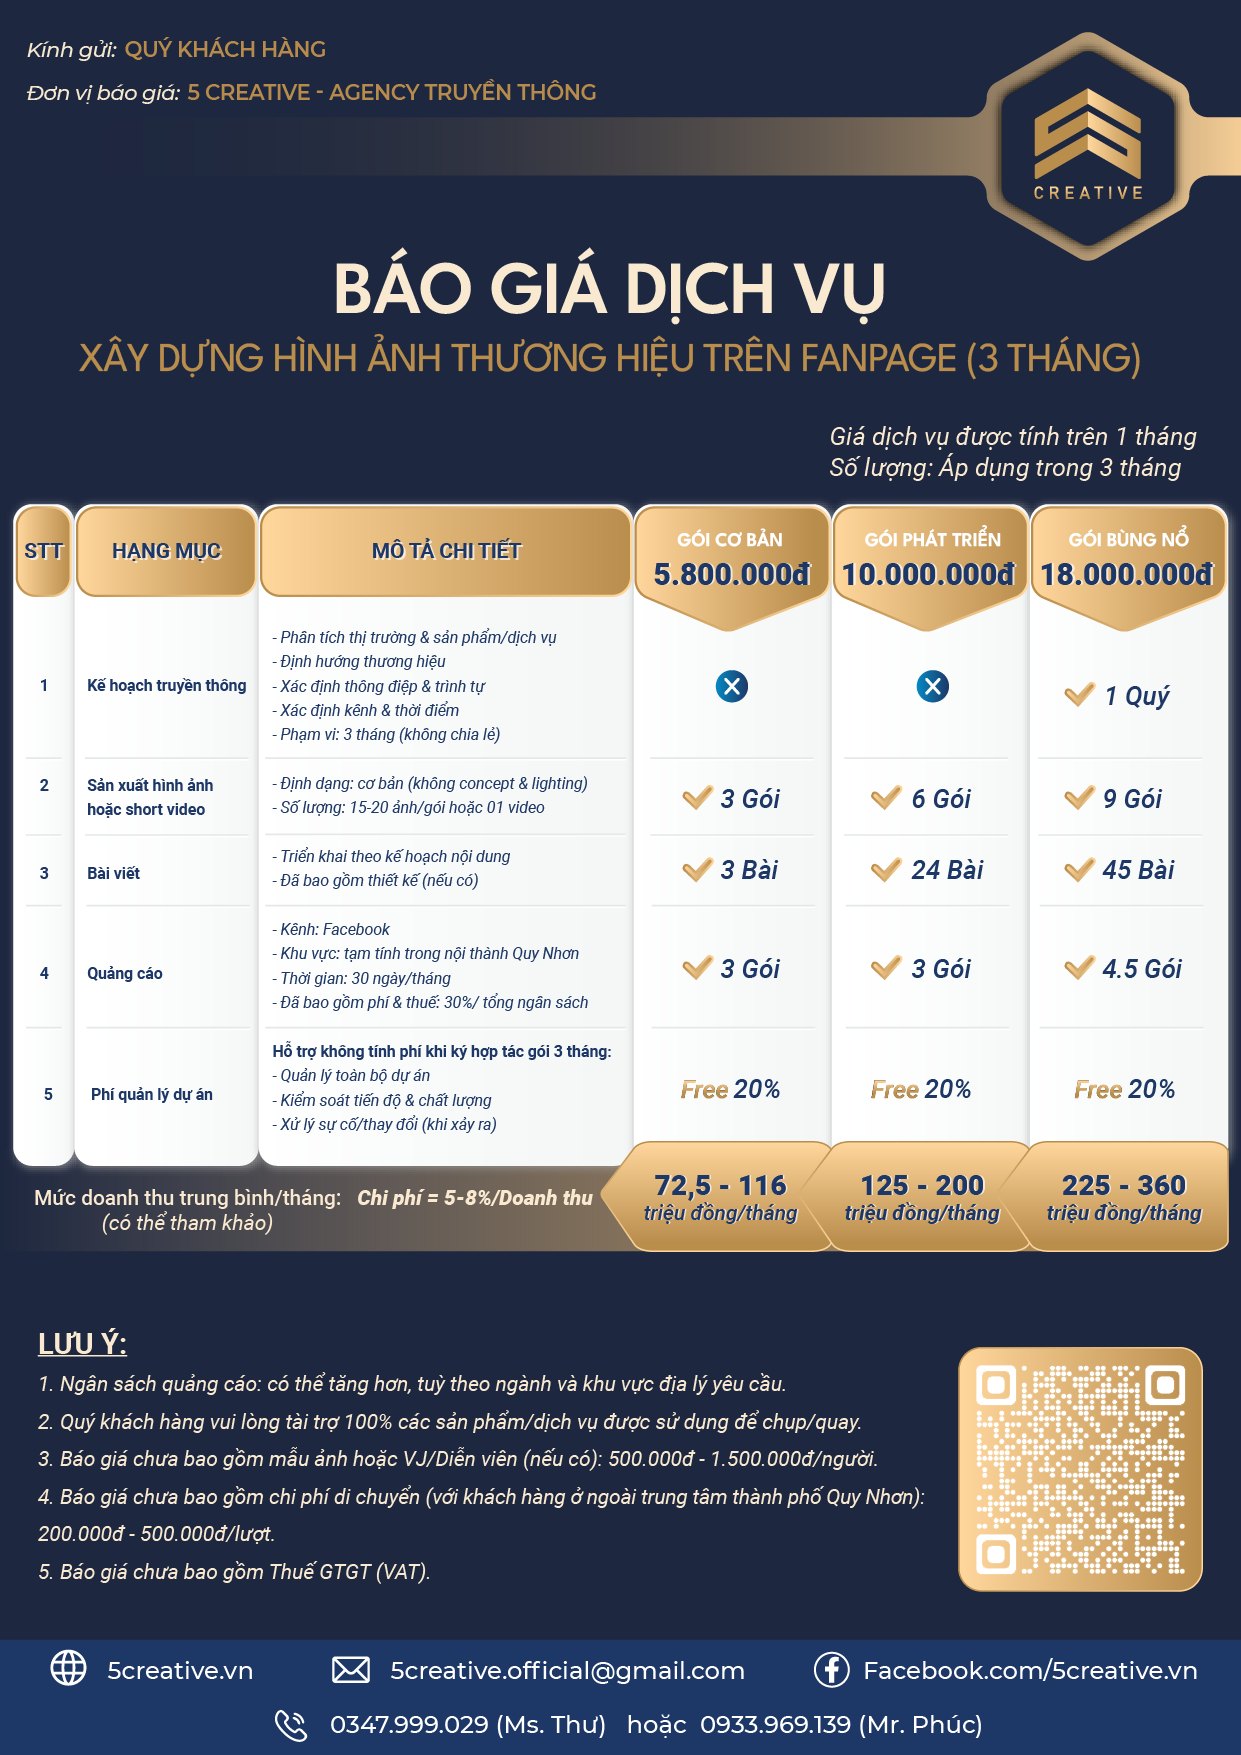 Kính gửi: QUÝ KHÁCH HÀNG
Đơn vị báo giá: 5 CREATIVE - AGENCY TRUYỀN THÔNG
CREATIVE
BÁO GIÁ DỊCH VỤ
XÂY DỰNG HÌNH ẢNH THƯƠNG HIỆU TRÊN FANPAGE (3 THÁNG)
Giá dịch vụ được tính trên 1 tháng
Số lượng: Áp dụng trong 3 tháng
STT
HẠNG MỤC
MÔ TẢ CHI TIẾT
GÓI CƠ BẢN
5.800.000đ
GÓI PHÁT TRIỂN
10.000.000đ
GÓI BÙNG NỔ
18.000.000đ
1
Kế hoạch truyền thông
- Phân tích thị trường & sản phẩm/dịch vụ
- Định hướng thương hiệu
- Xác định thông điệp & trình tự
- Xác định kênh & thời điểm
- Phạm vi: 3 tháng (không chia lẻ)
1 Quý
2
Sản xuất hình ảnh
hoặc short video
- Định dạng: cơ bản (không concept & lighting)
- Số lượng: 15-20 ảnh/gói hoặc 01 video
3 Gói
6 Gói
9 Gói
3
Bài viết
- Triển khai theo kế hoạch nội dung
- Đã bao gồm thiết kế (nếu có)
3 Bài
24 Bài
45 Bài
4
Quảng cáo
- Kênh: Facebook
- Khu vực: tạm tính trong nội thành Quy Nhơn
- Thời gian: 30 ngày/tháng
- Đã bao gồm phí & thuế: 30%/ tổng ngân sách
3 Gói
3 Gói
4.5 Gói
5
Phí quản lý dự án
Hỗ trợ không tính phí khi ký hợp tác gói 3 tháng:
- Quản lý toàn bộ dự án
- Kiểm soát tiến độ & chất lượng
- Xử lý sự cố/thay đổi (khi xảy ra)
Free 20%
Free 20%
Free 20%
Mức doanh thu trung bình/tháng: Chi phí = 5-8%/Doanh thu
(có thể tham khảo)
72,5 - 116
triệu đồng/tháng
125 - 200
triệu đồng/tháng
225 - 360
triệu đồng/tháng
LƯU Ý:
1. Ngân sách quảng cáo: có thể tăng hơn, tuỳ theo ngành và khu vực địa lý yêu cầu.
2. Quý khách hàng vui lòng tài trợ 100% các sản phẩm/dịch vụ được sử dụng để chụp/quay.
3. Báo giá chưa bao gồm mẫu ảnh hoặc VJ/Diễn viên (nếu có): 500.000đ - 1.500.000đ/người.
4. Báo giá chưa bao gồm chi phí di chuyển (với khách hàng ở ngoài trung tâm thành phố Quy Nhơn):
200.000đ - 500.000đ/lượt.
5. Báo giá chưa bao gồm Thuế GTGT (VAT).
5creative.vn
5creative.official@gmail.com
Facebook.com/5creative.vn
0347.999.029 (Ms. Thư) hoặc 0933.969.139 (Mr. Phúc)